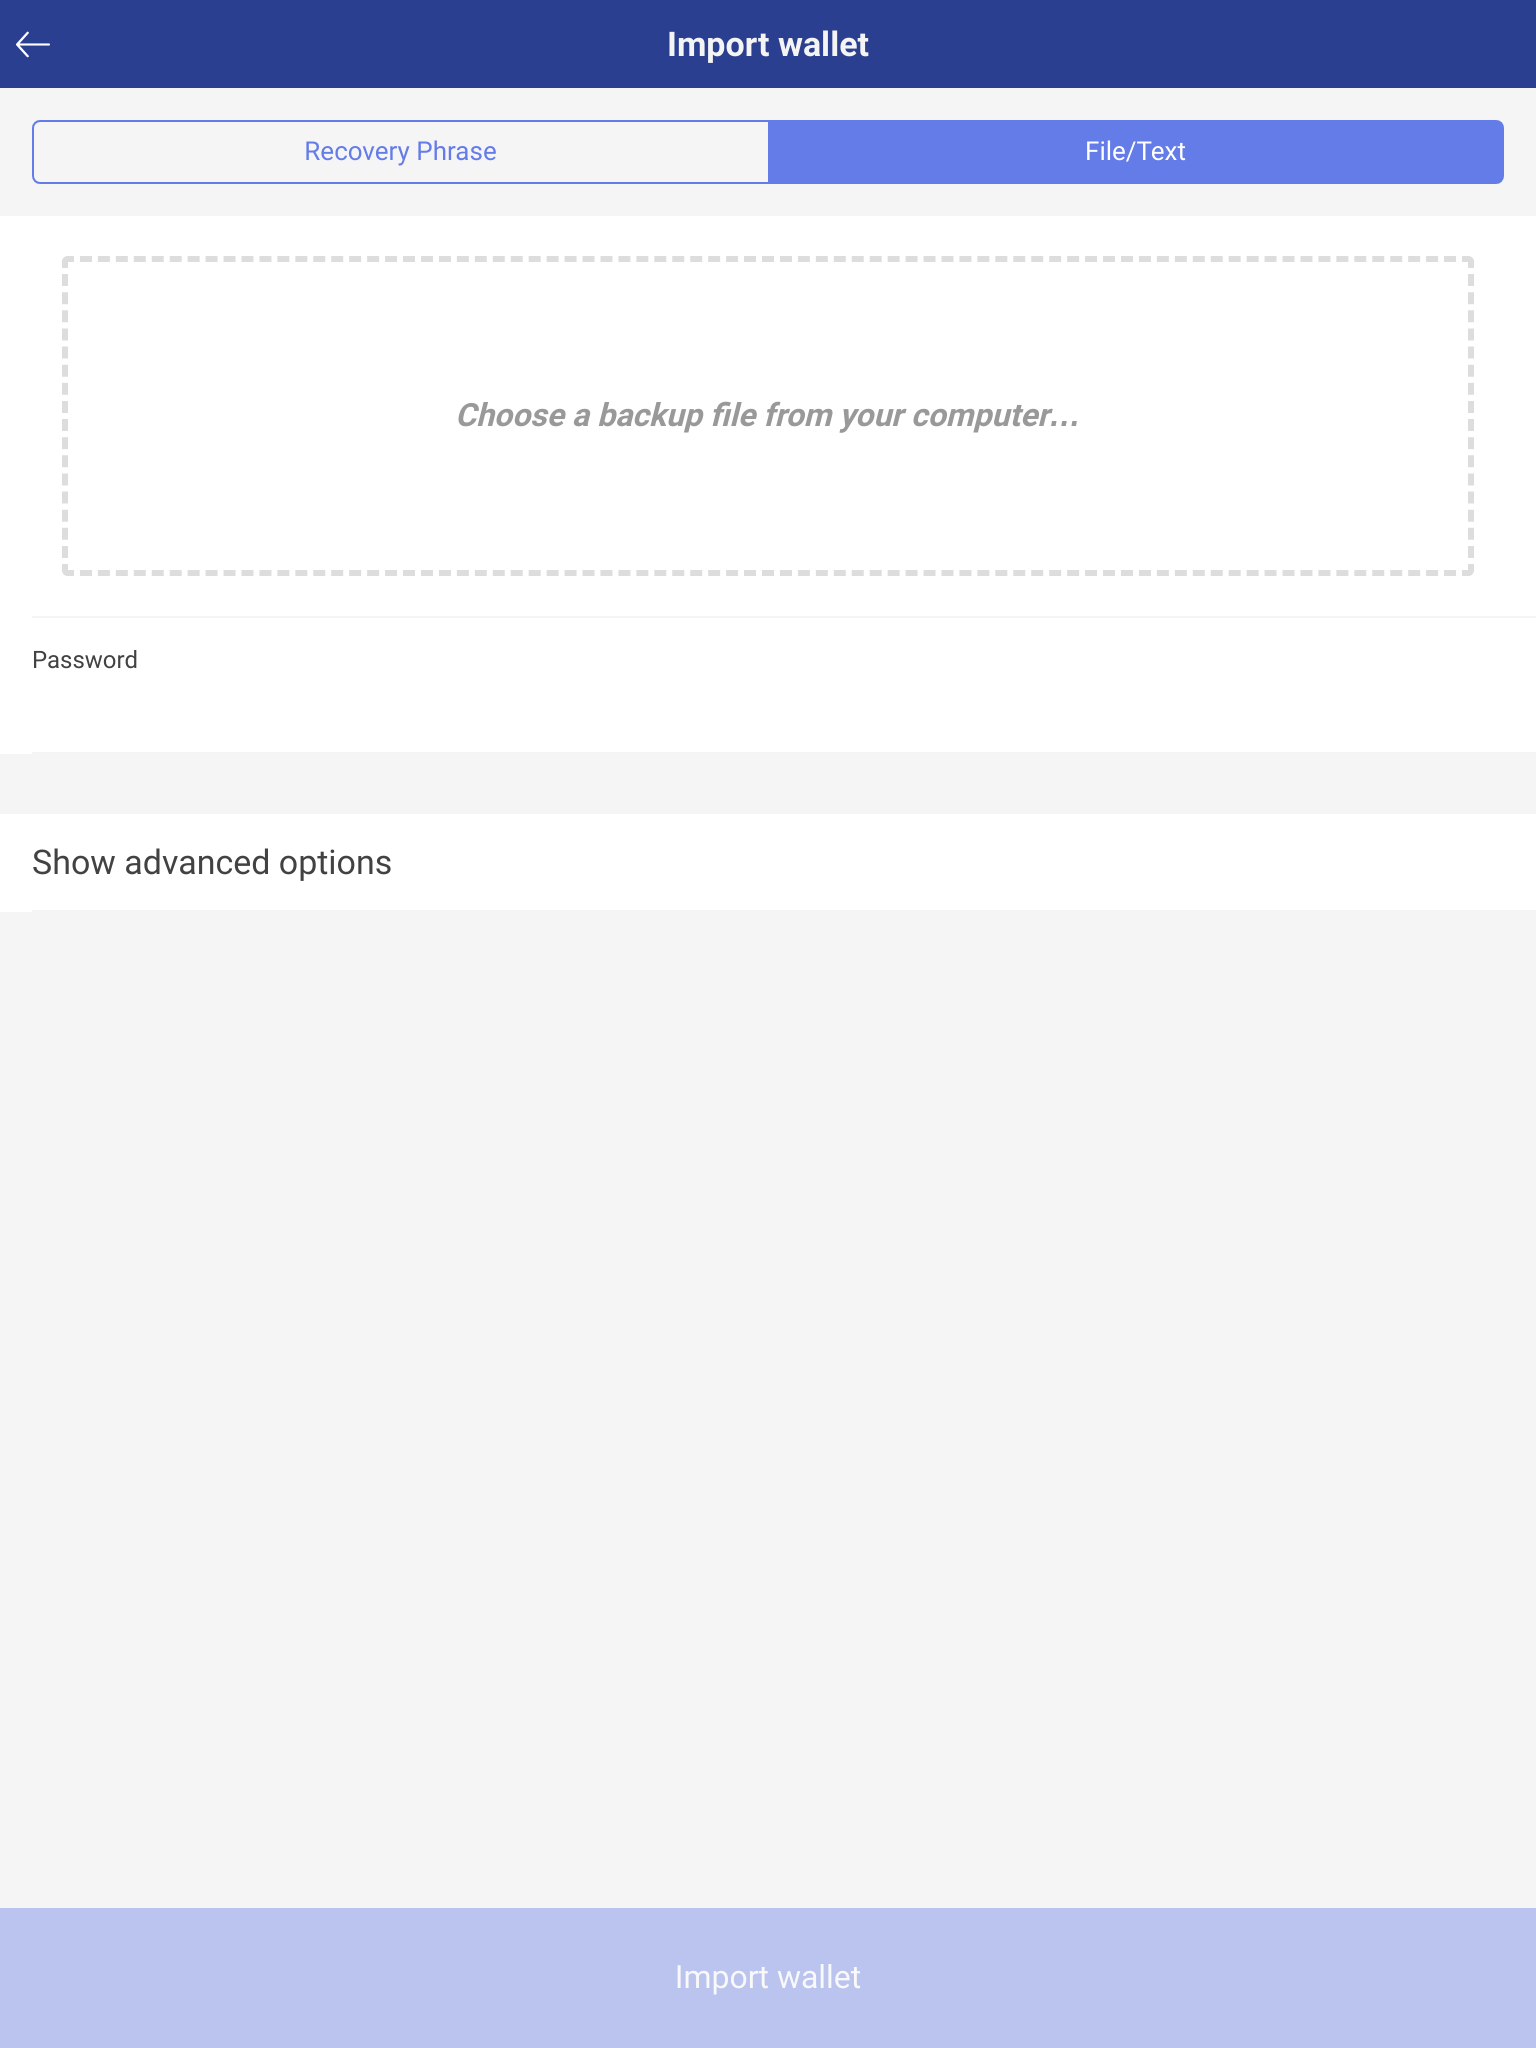 Import wallet
Recovery Phrase
File/Text
Choose a backup file from your computer...
Password
Show advanced options
Import wallet